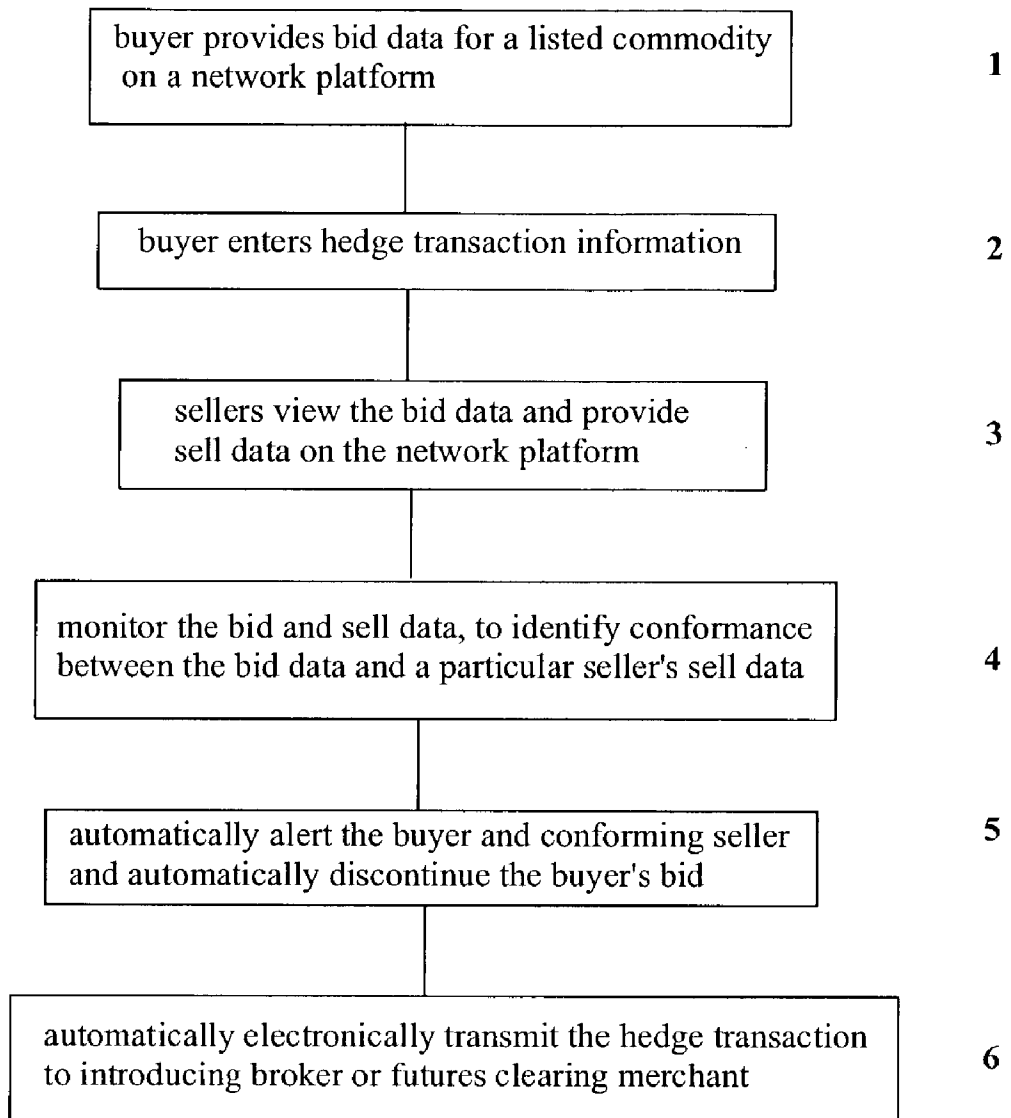 buyer provides bid data for a listed commodity
on a network platform
1
buyer enters hedge transaction information
2
sellers view the bid data and provide
sell data on the network platform
3
monitor the bid and sell data, to identify conformance
between the bid data and a particular seller's sell data
4
automatically alert the buyer and conforming seller
and automatically discontinue the buyer's bid
5
automatically electronically transmit the hedge transaction
to introducing broker or futures clearing merchant
6